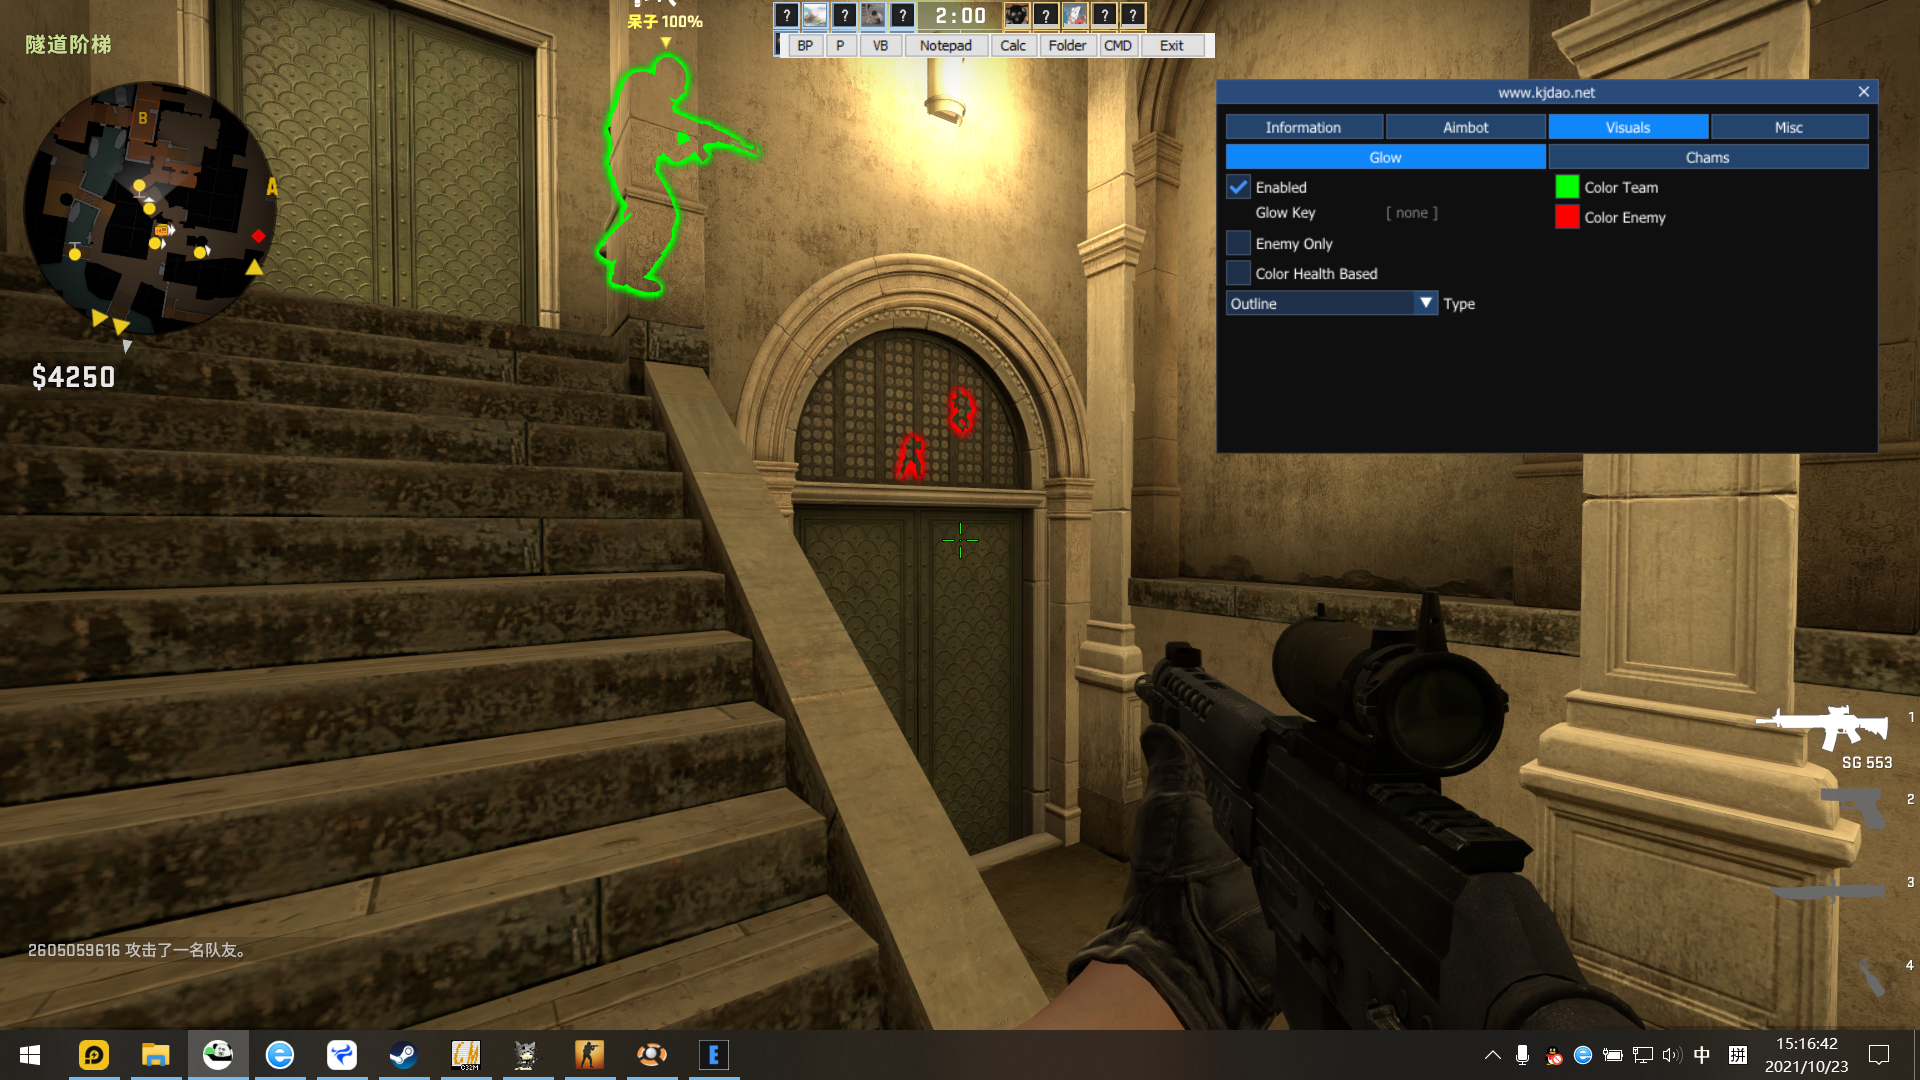 呆子 100%
? ? ? 2:00 ? ? ?
BP P VB Notepad Calc Folder CMD Exit
隧道阶梯
B
A
$4250
www.kjdao.net
Information Aimbot Visuals Misc
Glow Chams
Enabled
Color Team
Glow Key [ none ]
Color Enemy
Enemy Only
Color Health Based
Outline Type
1
SG 553
2
3
4
2605059616 攻击了一名队友。
中 拼
15:16:42
2021/10/23